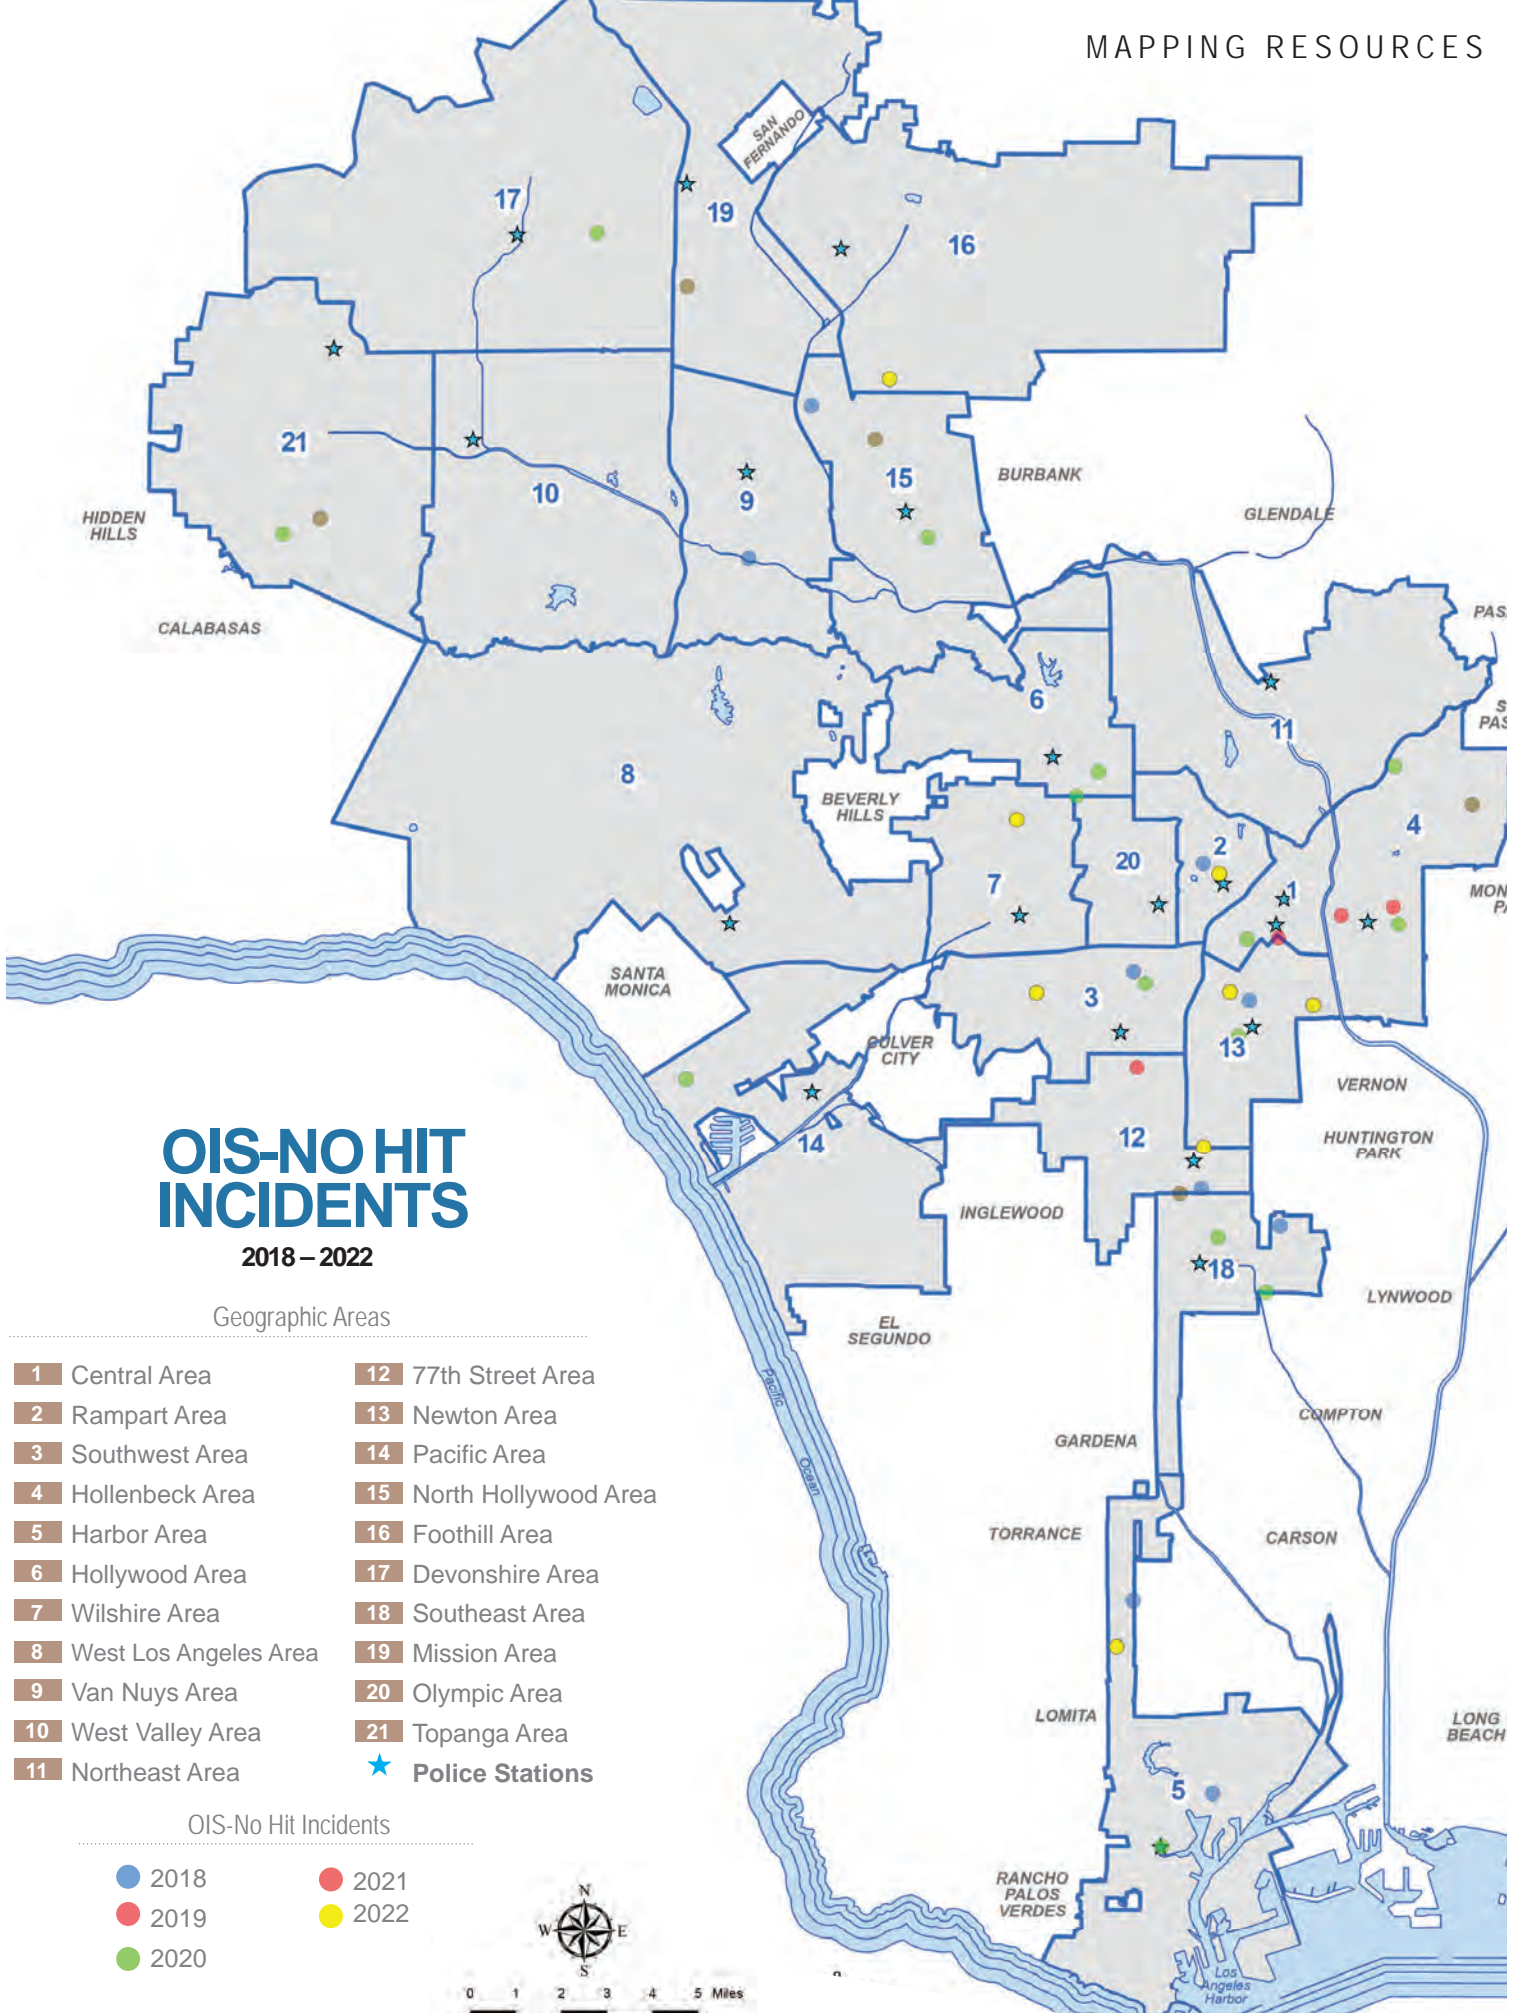 MAPPING RESOURCES
SAN
FERNANDO
17
19
16
21
10
9
15
BURBANK
GLENDALE
HIDDEN
HILLS
CALABASAS
PAS
6
11
S
PAS
8
BEVERLY
HILLS
4
2
20
7
1
MON
P
SANTA
MONICA
3
CULVER
CITY
13
VERNON
14
12
HUNTINGTON
PARK
INGLEWOOD
18
LYNWOOD
EL
SEGUNDO
Pacific
Ocean
COMPTON
GARDENA
TORRANCE
CARSON
LOMITA
LONG
BEACH
5
RANCHO
PALOS
VERDES
Los
Angeles
Harbor
OIS-NO HIT
INCIDENTS
2018 – 2022
Geographic Areas
1 Central Area
2 Rampart Area
3 Southwest Area
4 Hollenbeck Area
5 Harbor Area
6 Hollywood Area
7 Wilshire Area
8 West Los Angeles Area
9 Van Nuys Area
10 West Valley Area
11 Northeast Area
12 77th Street Area
13 Newton Area
14 Pacific Area
15 North Hollywood Area
16 Foothill Area
17 Devonshire Area
18 Southeast Area
19 Mission Area
20 Olympic Area
21 Topanga Area
Police Stations
OIS-No Hit Incidents
2018
2019
2020
2021
2022
N
W E
S
0 1 2 3 4 5 Miles